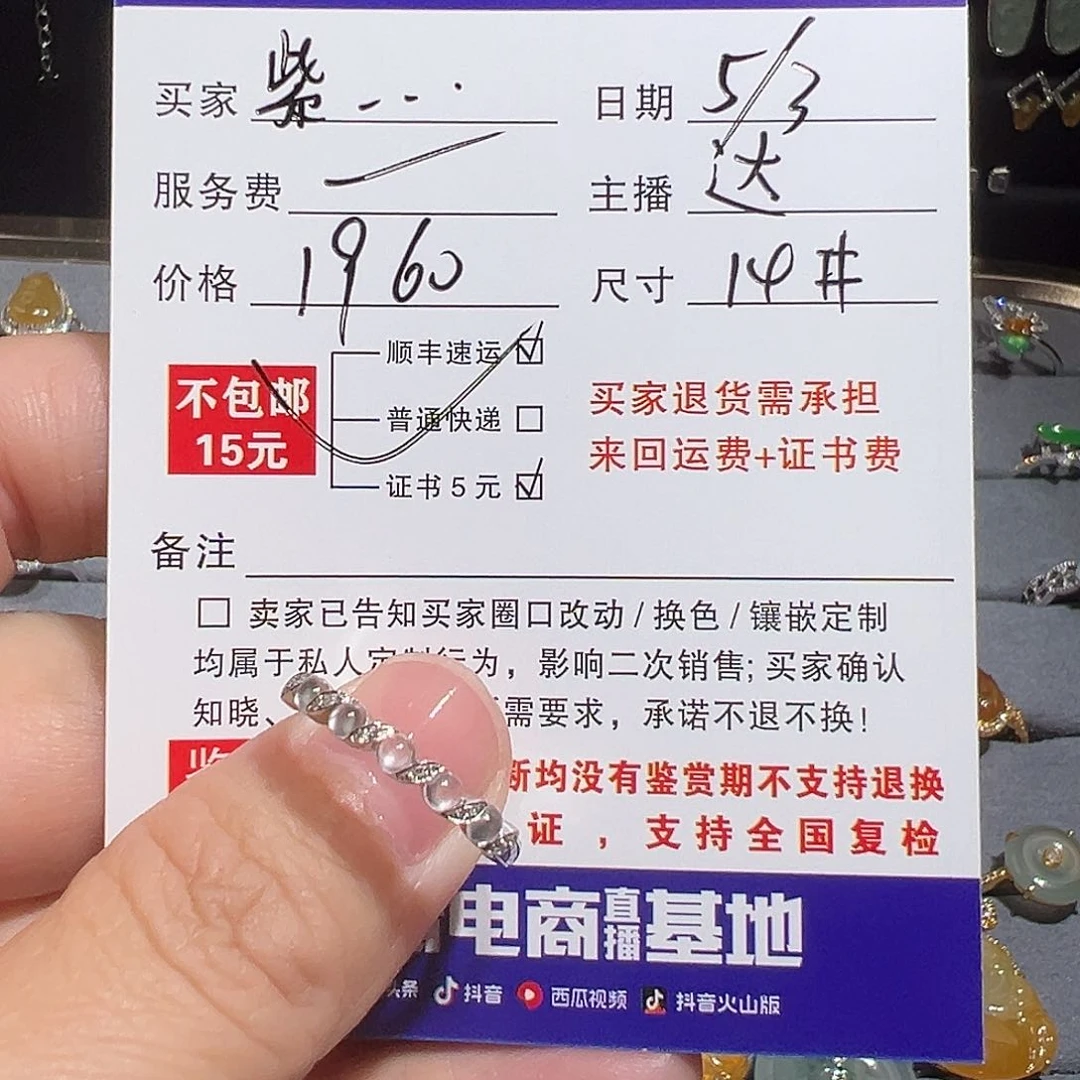 买家 柴 --·
日期 5/3
服务费
主播 达
价格 1960
尺寸 14#
不包邮
15元
顺丰速运 ☑
普通快递 □
证书5元 ☑
买家退货需承担
来回运费+证书费
备注
□ 卖家已告知买家圈口改动/换色/镶嵌定制
均属于私人定制行为，影响二次销售;买家确认
知晓、需要求，承诺不退不换!
均没有鉴赏期不支持退换
证，支持全国复检
电商直播基地
头条 抖音 西瓜视频 抖音火山版